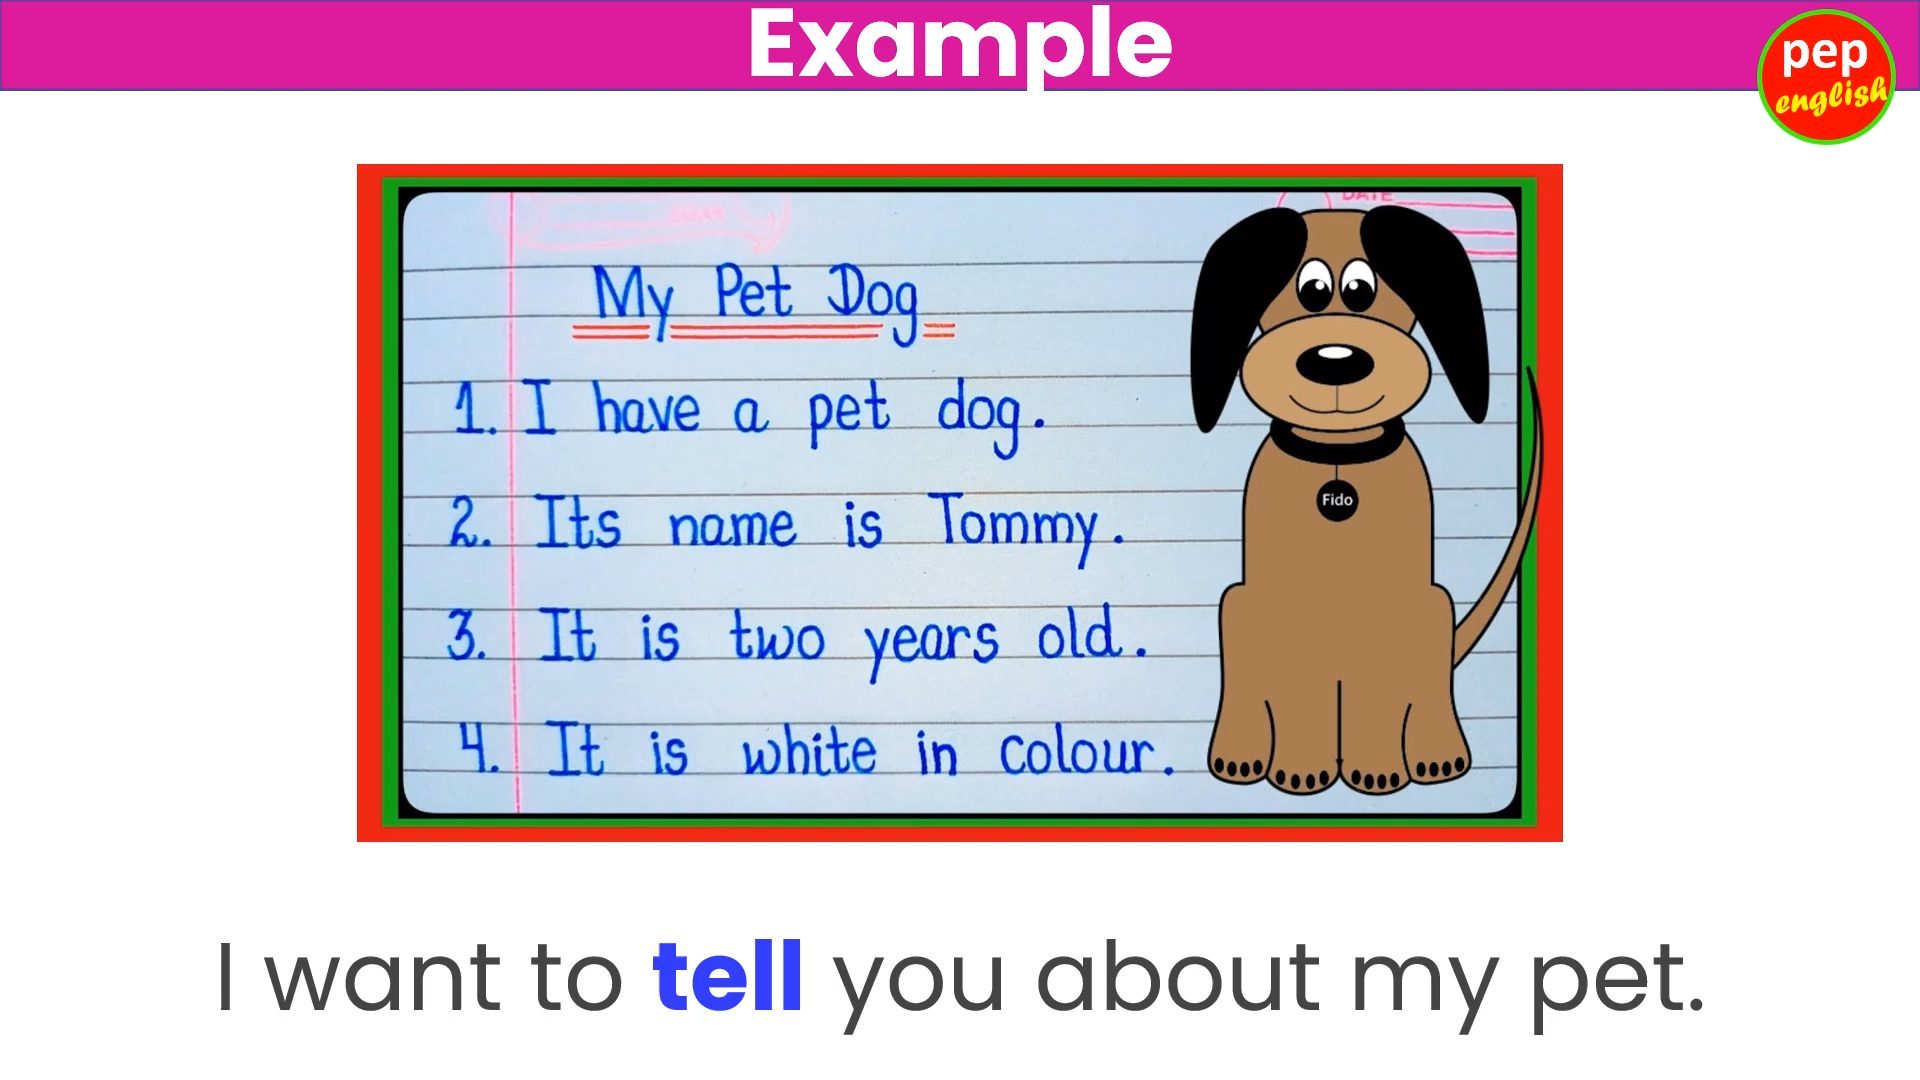 Example
pep
english
DATE
My Pet Dog
1. I have a pet dog.
2. Its name is Tommy.
Fido
3. It is two years old.
4. It is white in colour.
I want to tell you about my pet.